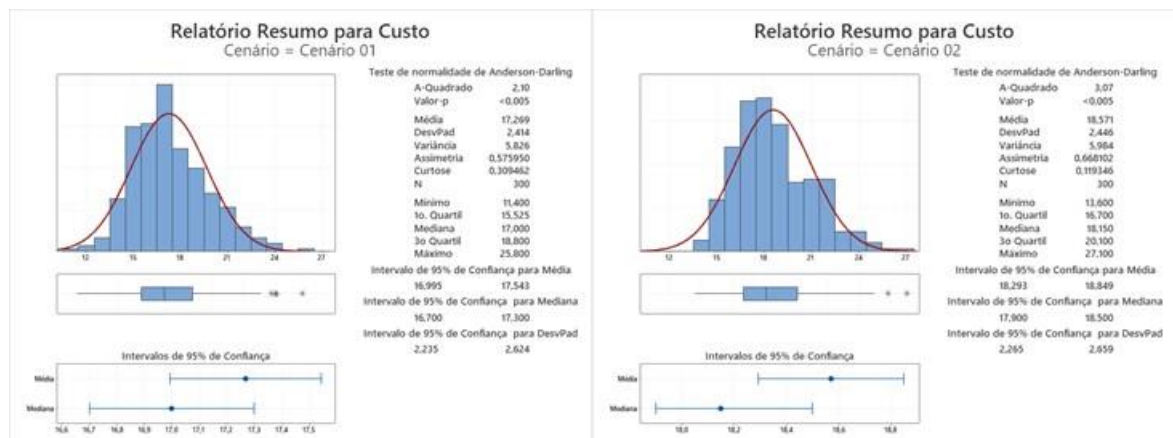 Relatório Resumo para Custo
Cenário = Cenário 01
Teste de normalidade de Anderson-Darling
A-Quadrado 2,10
Valor-p <0,005
Média 17,269
DesvPad 2,414
Variância 5,826
Assimetria 0,575950
Curtose 0,309462
N 300
Mínimo 11,400
1o. Quartil 15,525
Mediana 17,000
3o Quartil 18,800
Máximo 25,800
Intervalo de 95% de Confiança para Média
16,995 17,543
Intervalo de 95% de Confiança para Mediana
16,700 17,300
Intervalo de 95% de Confiança para DesvPad
2,235 2,624
12 15 18 21 24 27
Intervalos de 95% de Confiança
Média
Mediana
16,6 16,7 16,8 16,9 17,0 17,1 17,2 17,3 17,4 17,5
Relatório Resumo para Custo
Cenário = Cenário 02
Teste de normalidade de Anderson-Darling
A-Quadrado 3,07
Valor-p <0,005
Média 18,571
DesvPad 2,446
Variância 5,984
Assimetria 0,668102
Curtose 0,119346
N 300
Mínimo 13,600
1o. Quartil 16,700
Mediana 18,150
3o Quartil 20,100
Máximo 27,100
Intervalo de 95% de Confiança para Média
18,293 18,849
Intervalo de 95% de Confiança para Mediana
17,900 18,500
Intervalo de 95% de Confiança para DesvPad
2,265 2,659
12 15 18 21 24 27
Intervalos de 95% de Confiança
Média
Mediana
18,0 18,2 18,4 18,6 18,8